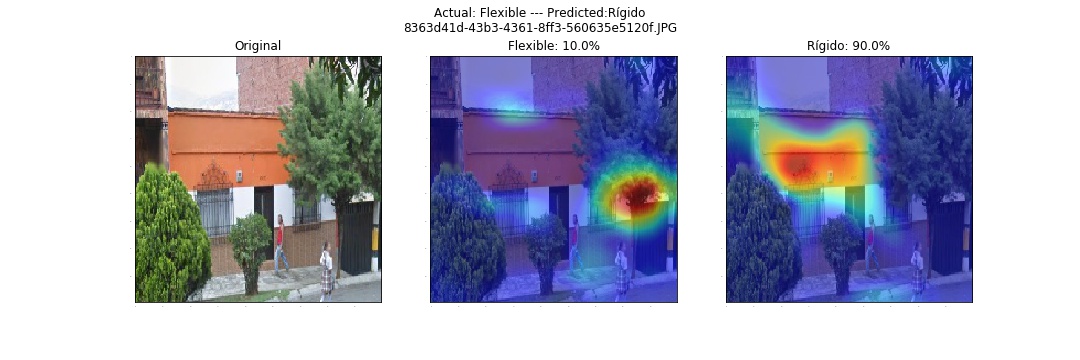 Actual: Flexible --- Predicted:Rígido
8363d41d-43b3-4361-8ff3-560635e5120f.JPG
Original
Flexible: 10.0%
Rígido: 90.0%